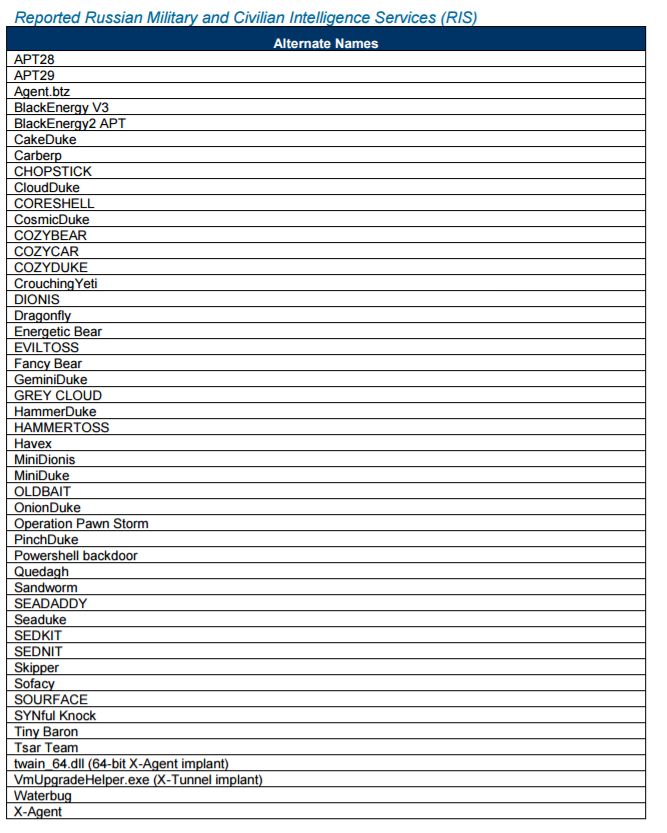 Reported Russian Military and Civilian Intelligence Services (RIS)
Alternate Names
APT28
APT29
Agent.btz
BlackEnergy V3
BlackEnergy2 APT
CakeDuke
Carberp
CHOPSTICK
CloudDuke
CORESHELL
CosmicDuke
COZYBEAR
COZYCAR
COZYDUKE
CrouchingYeti
DIONIS
Dragonfly
Energetic Bear
EVILTOSS
Fancy Bear
GeminiDuke
GREY CLOUD
HammerDuke
HAMMERTOSS
Havex
MiniDionis
MiniDuke
OLDBAIT
OnionDuke
Operation Pawn Storm
PinchDuke
Powershell backdoor
Quedagh
Sandworm
SEADADDY
Seaduke
SEDKIT
SEDNIT
Skipper
Sofacy
SOURFACE
SYNful Knock
Tiny Baron
Tsar Team
twain_64.dll (64-bit X-Agent implant)
VmUpgradeHelper.exe (X-Tunnel implant)
Waterbug
X-Agent